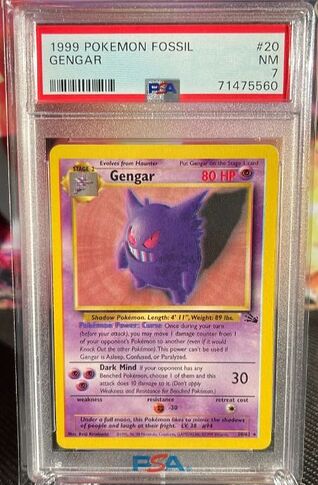 1999 POKEMON FOSSIL #20
GENGAR NM
7
PSA 71475560
STAGE 2 Evolves from Haunter Put Gengar on the Stage 1 card
Gengar 80 HP
Shadow Pokémon. Length: 4' 11", Weight: 89 lbs.
Pokémon Power: Curse Once during your turn
(before your attack), you may move 1 damage counter from 1
of your opponent's Pokémon to another (even if it would
Knock Out the other Pokémon). This power can't be used if
Gengar is Asleep, Confused, or Paralyzed.
Dark Mind If your opponent has any
Benched Pokémon, choose 1 of them and this
attack does 10 damage to it. (Don't apply
Weakness and Resistance for Benched Pokémon.)
30
weakness resistance retreat cost
-30
Under a full moon, this Pokémon likes to mimic the shadows
of people and laugh at their fright. LV. 38 #94
20/62
PSA